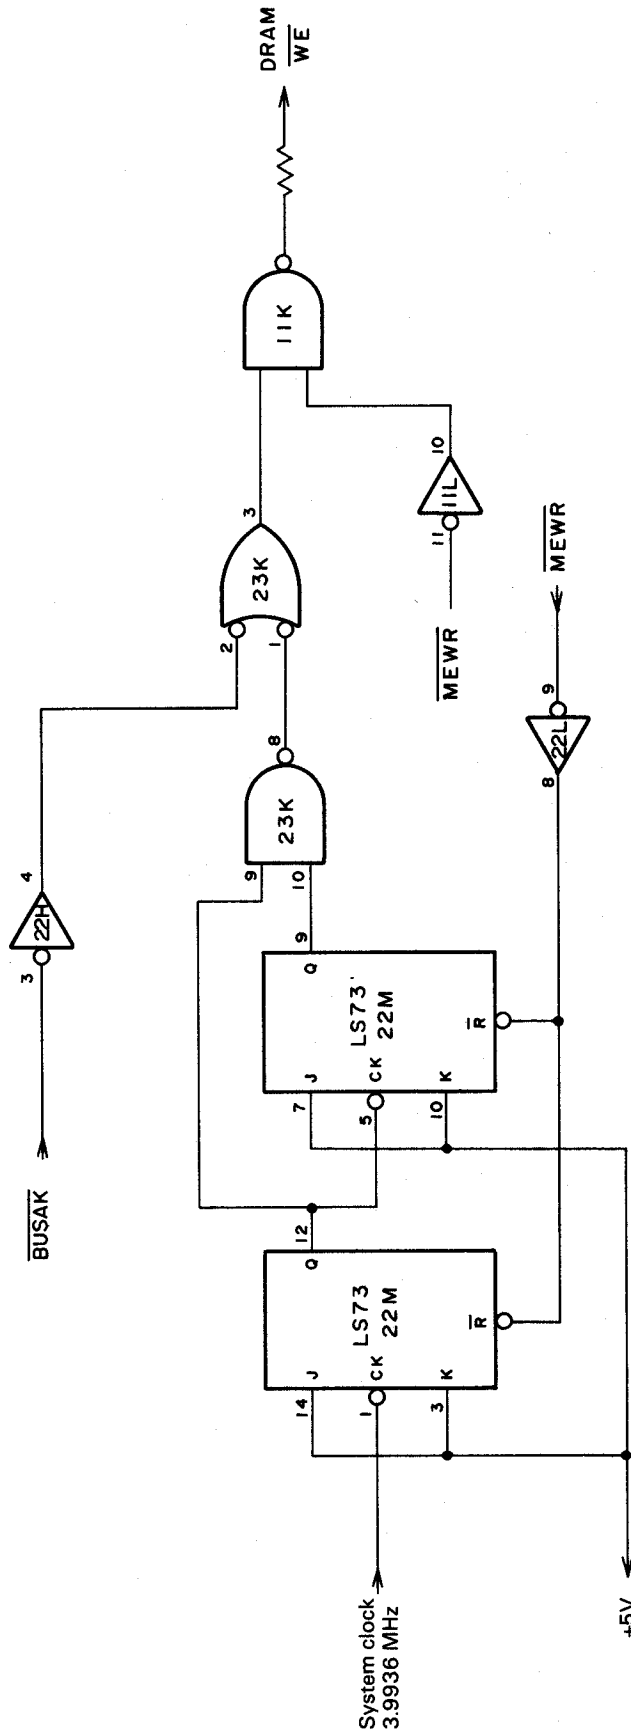 BUSAK
3
22H
4
System clock
3.9936 MHz
14
J
1
CK
3
K
LS73
22M
R
Q
12
7
J
5
CK
10
K
LS73
22M
R
Q
9
9
10
23K
8
2
1
23K
3
MEWR
11
11L
10
11K
DRAM
WE
MEWR
9
22L
8
+5V